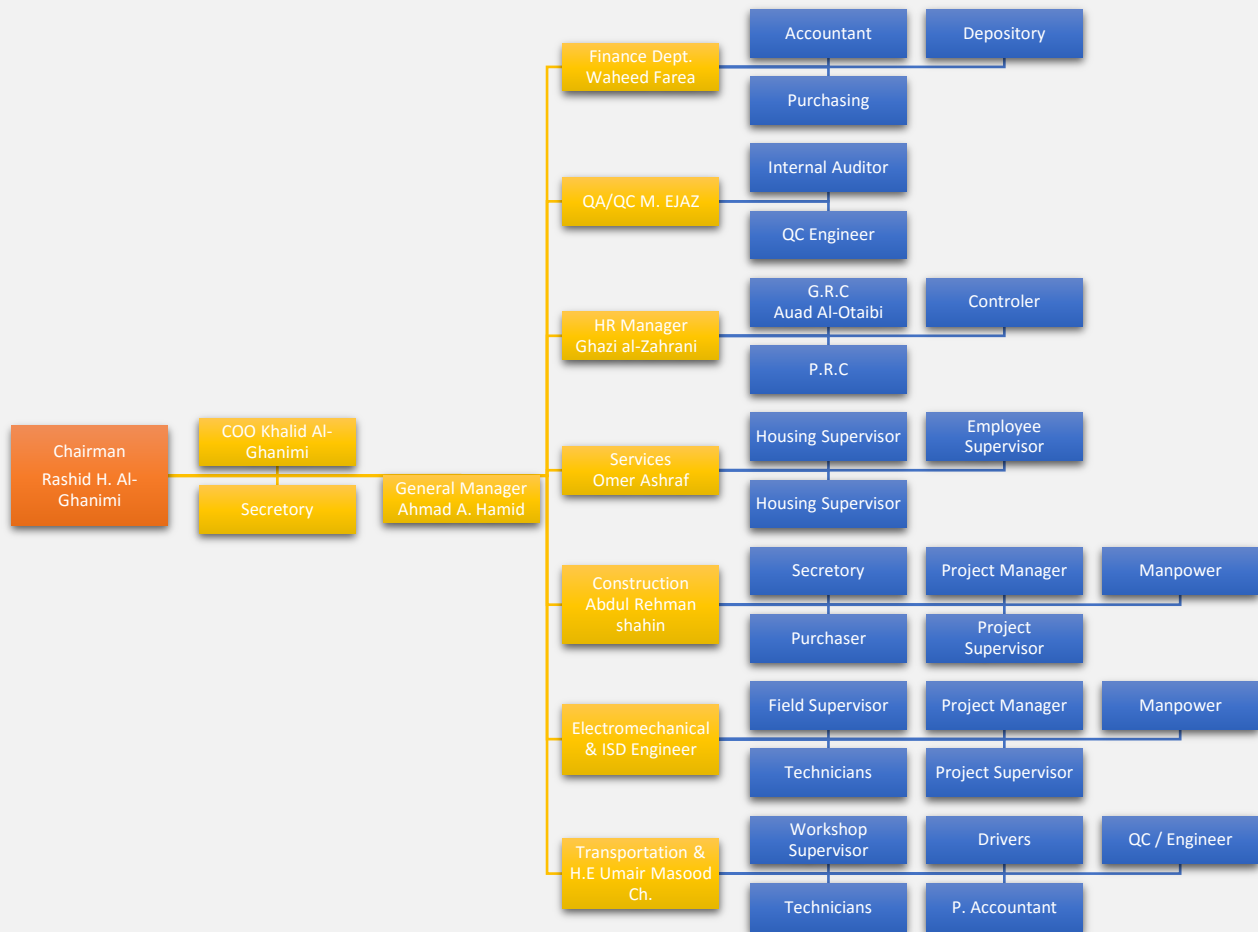 Chairman
Rashid H. Al-
Ghanimi
COO Khalid Al-
Ghanimi
Secretory
General Manager
Ahmad A. Hamid
Finance Dept.
Waheed Farea
Accountant
Depository
Purchasing
QA/QC M. EJAZ
Internal Auditor
QC Engineer
HR Manager
Ghazi al-Zahrani
G.R.C
Auad Al-Otaibi
Controler
P.R.C
Services
Omer Ashraf
Housing Supervisor
Employee
Supervisor
Housing Supervisor
Construction
Abdul Rehman
shahin
Secretory
Project Manager
Manpower
Purchaser
Project
Supervisor
Electromechanical
& ISD Engineer
Field Supervisor
Project Manager
Manpower
Technicians
Project Supervisor
Transportation &
H.E Umair Masood
Ch.
Workshop
Supervisor
Drivers
QC / Engineer
Technicians
P. Accountant